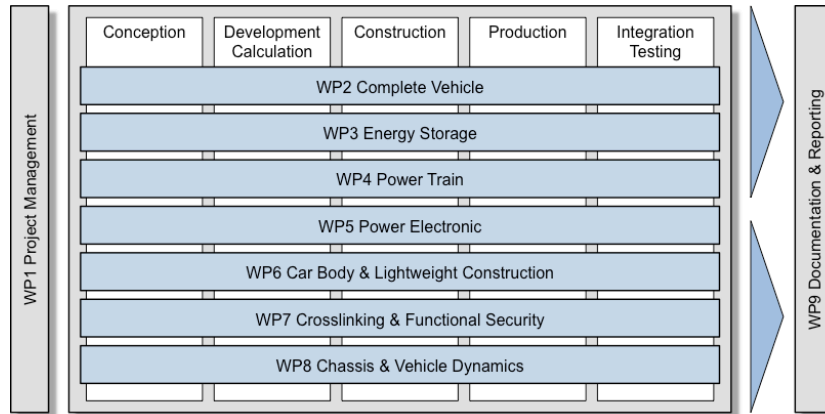 WP1 Project Management
Conception
Development
Calculation
Construction
Production
Integration
Testing
WP2 Complete Vehicle
WP3 Energy Storage
WP4 Power Train
WP5 Power Electronic
WP6 Car Body & Lightweight Construction
WP7 Crosslinking & Functional Security
WP8 Chassis & Vehicle Dynamics
WP9 Documentation & Reporting